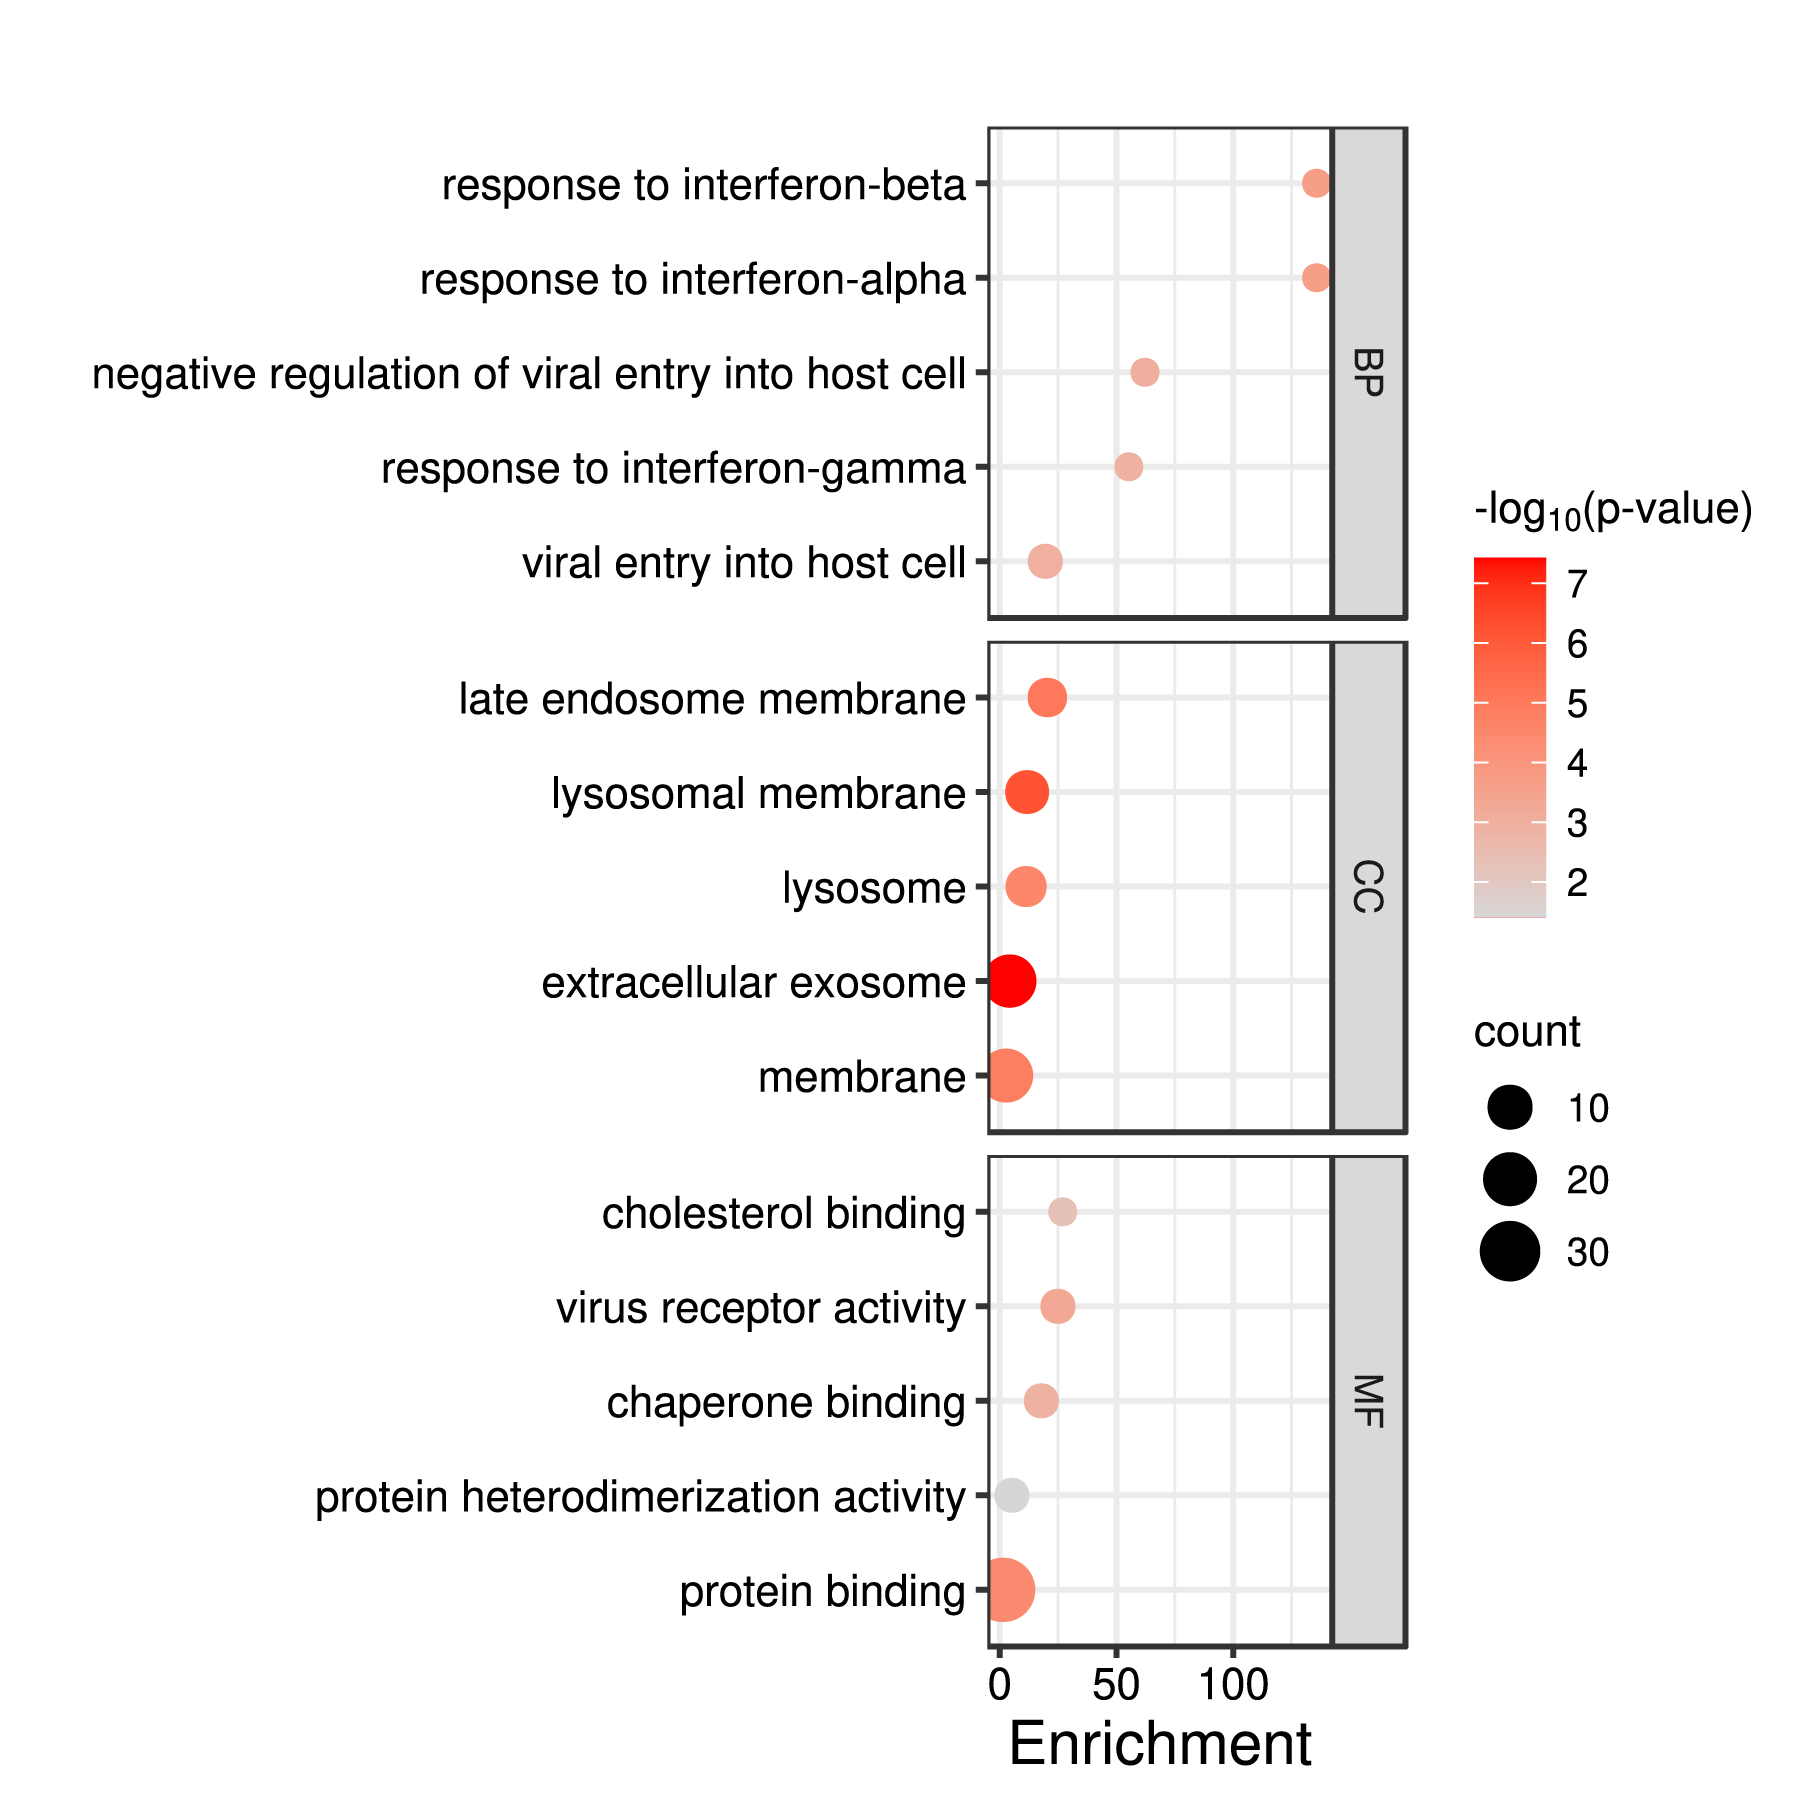 response to interferon-beta
response to interferon-alpha
negative regulation of viral entry into host cell
response to interferon-gamma
viral entry into host cell
BP
late endosome membrane
lysosomal membrane
lysosome
extracellular exosome
membrane
CC
cholesterol binding
virus receptor activity
chaperone binding
protein heterodimerization activity
protein binding
MF
0 50 100
Enrichment
-log₁₀(p-value)
7
6
5
4
3
2
count
10
20
30